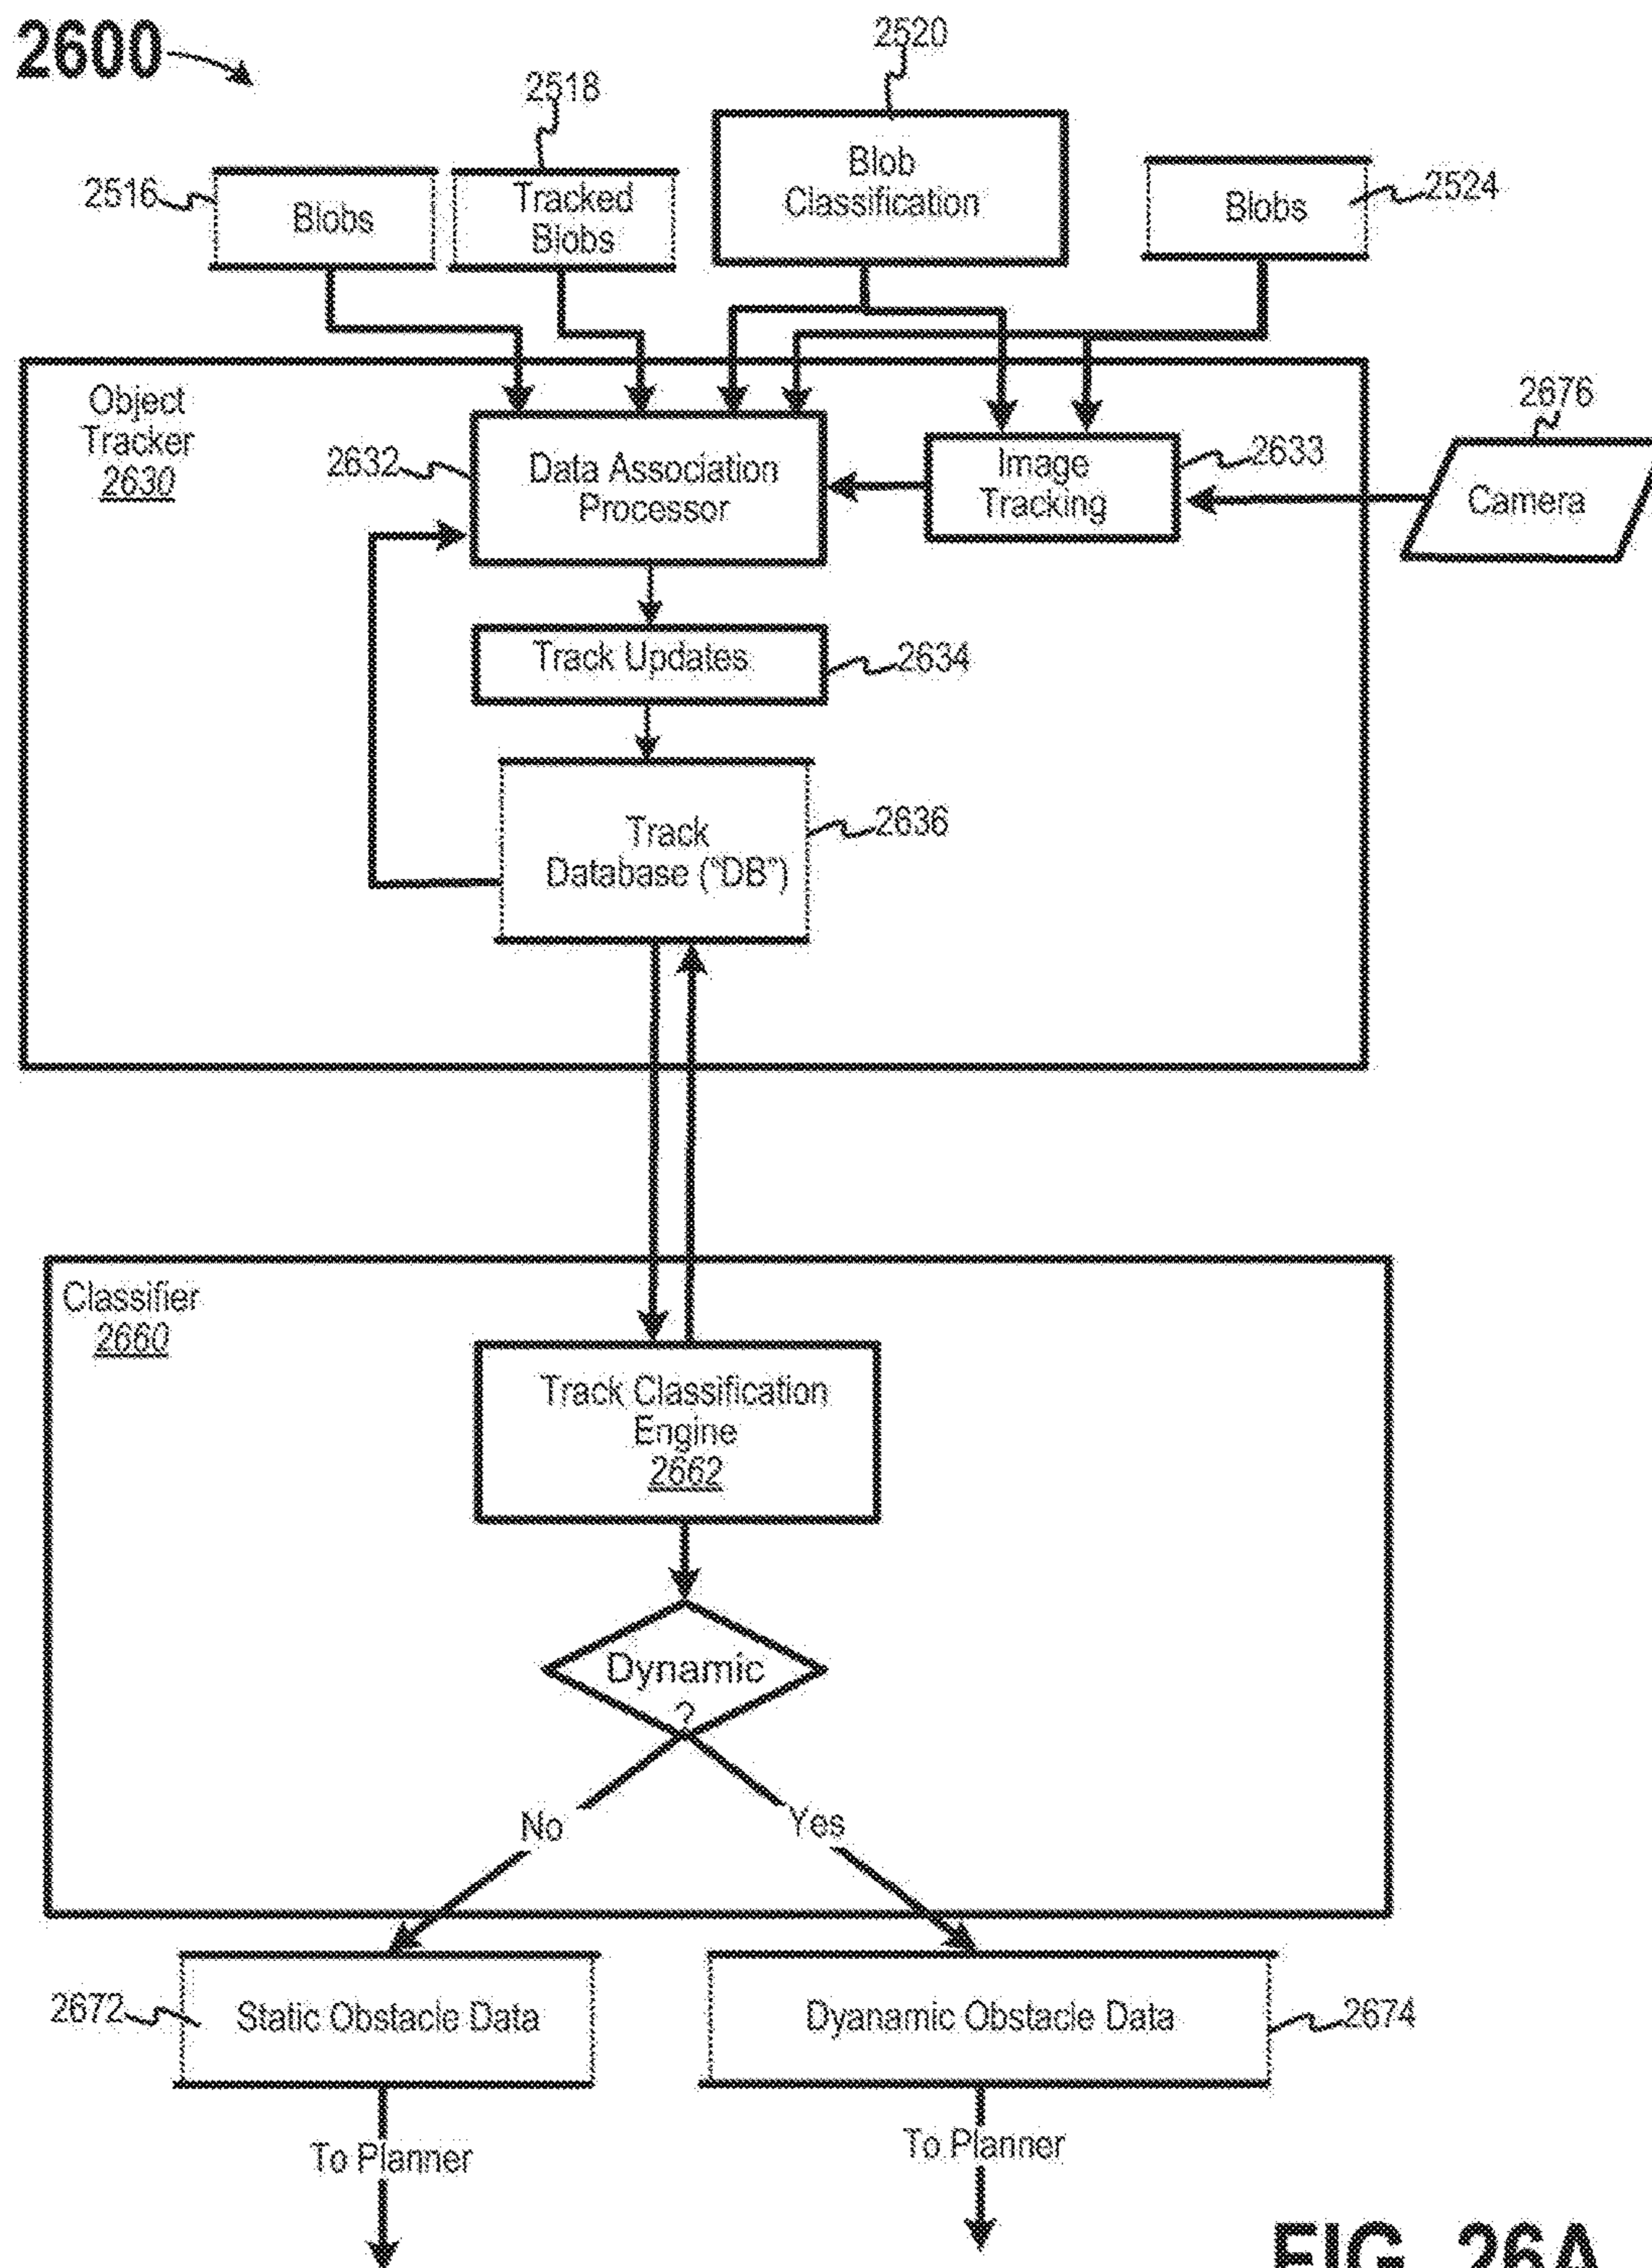 2600
2520
2518
Blob
Classification
2516
Blobs
Tracked
Blobs
Blobs
2524
Object
Tracker
2630
2676
2632
Data Association
Processor
Image
Tracking
2633
Camera
Track Updates
2634
Track
Database ("DB")
2636
Classifier
2660
Track Classification
Engine
2662
Dynamic
?
No
Yes
2672
Static Obstacle Data
Dyanamic Obstacle Data
2674
To Planner
To Planner
FIG. 26A